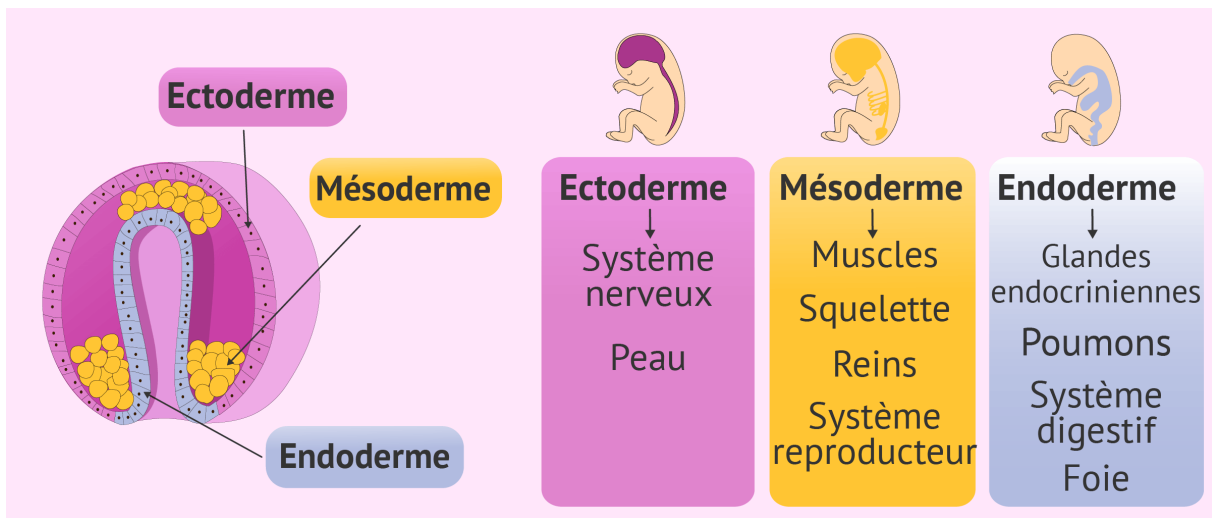 Ectoderme
Mésoderme
Endoderme
Ectoderme
Système
nerveux
Peau
Mésoderme
Muscles
Squelette
Reins
Système
reproducteur
Endoderme
Glandes
endocriniennes
Poumons
Système
digestif
Foie